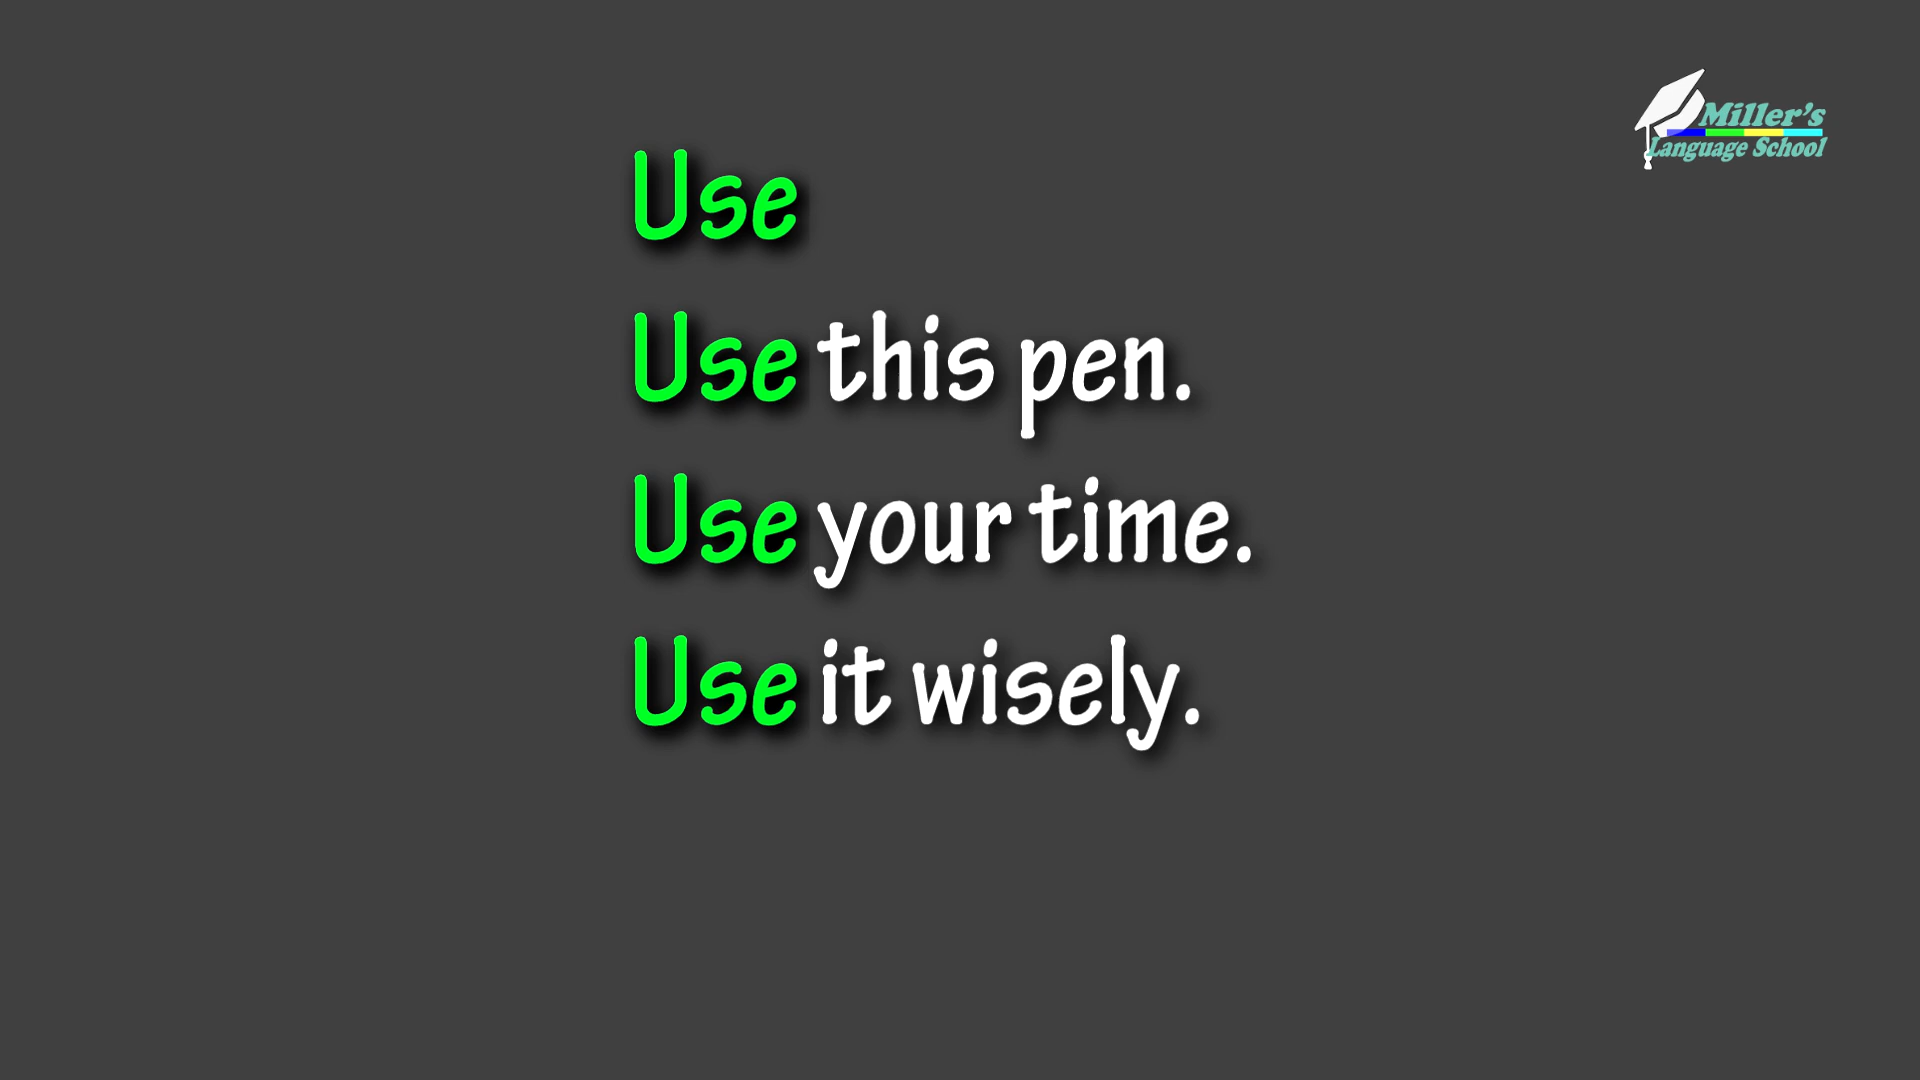 Miller's
Language School
Use
Use this pen.
Use your time.
Use it wisely.